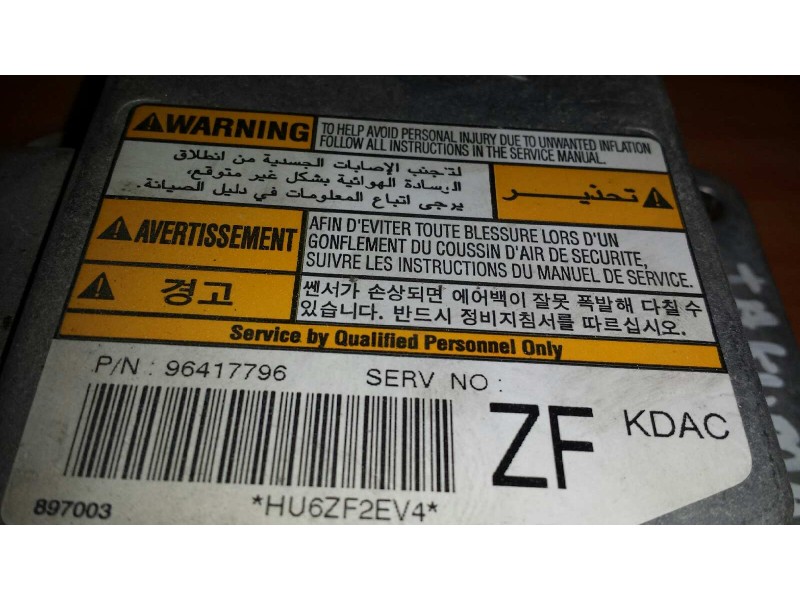 WARNING
TO HELP AVOID PERSONAL INJURY DUE TO UNWANTED INFLATION
FOLLOW ALL INSTRUCTIONS IN THE SERVICE MANUAL.
تحذير
لتجنب الإصابات الجسدية من انطلاق
الرسادة الهوائية بشكل غير متوقع,
يرجى اتباع المعلومات في دليل الصيانة.
AVERTISSEMENT
AFIN D'EVITER TOUTE BLESSURE LORS D'UN
GONFLEMENT DU COUSSIN D'AIR DE SECURITE,
SUIVRE LES INSTRUCTIONS DU MANUEL DE SERVICE.
경고
쎈서가 손상되면 에어백이 잘못 폭발해 다칠 수
있습니다. 반드시 정비지침서를 따르십시오.
Service by Qualified Personnel Only
P/N : 96417796 SERV NO :
ZF KDAC
897003 *HU6ZF2EV4*